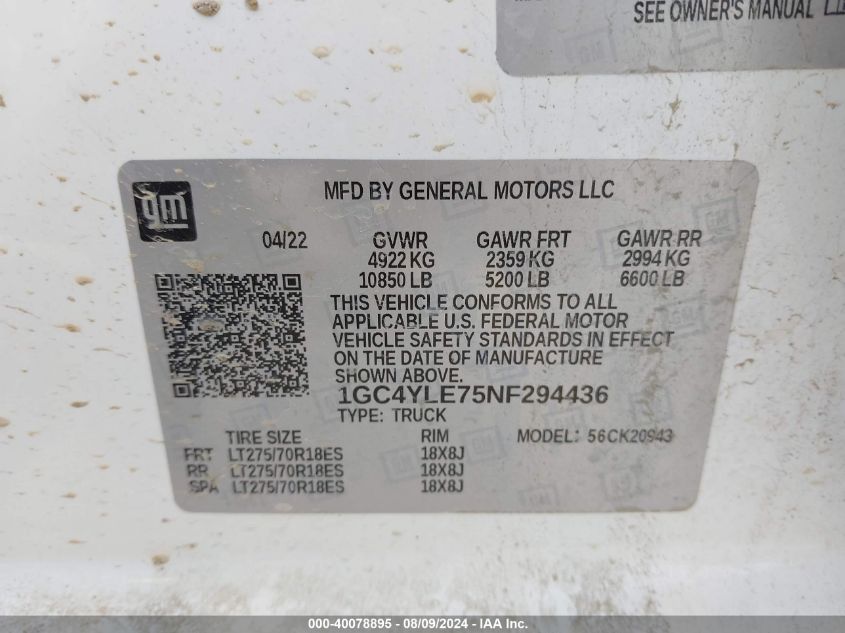 SEE OWNER'S MANUAL
gm
MFD BY GENERAL MOTORS LLC
04/22 GVWR GAWR FRT GAWR RR
4922 KG 2359 KG 2994 KG
10850 LB 5200 LB 6600 LB
THIS VEHICLE CONFORMS TO ALL
APPLICABLE U.S. FEDERAL MOTOR
VEHICLE SAFETY STANDARDS IN EFFECT
ON THE DATE OF MANUFACTURE
SHOWN ABOVE.
1GC4YLE75NF294436
TYPE: TRUCK
TIRE SIZE RIM MODEL: 56CK20943
FRT LT275/70R18ES 18X8J
RR LT275/70R18ES 18X8J
SPA LT275/70R18ES 18X8J
000-40078895 - 08/09/2024 - IAA Inc.